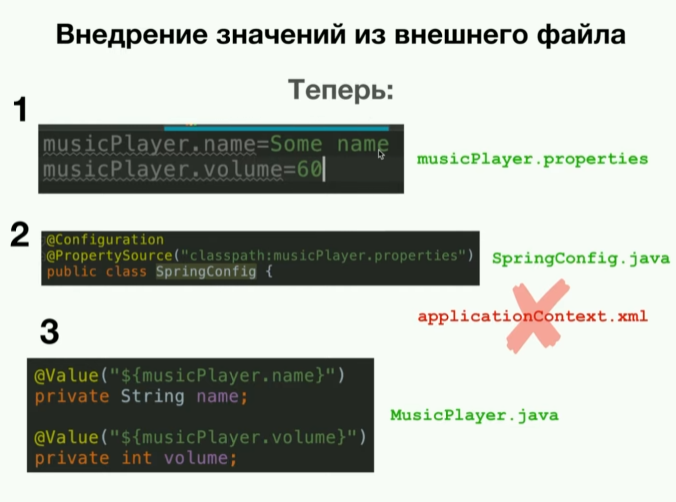 Внедрение значений из внешнего файла
Теперь:
1
musicPlayer.name=Some name
musicPlayer.volume=60
musicPlayer.properties
2
@Configuration
@PropertySource("classpath:musicPlayer.properties")
public class SpringConfig {
SpringConfig.java
applicationContext.xml
3
@Value("${musicPlayer.name}")
private String name;
@Value("${musicPlayer.volume}")
private int volume;
MusicPlayer.java